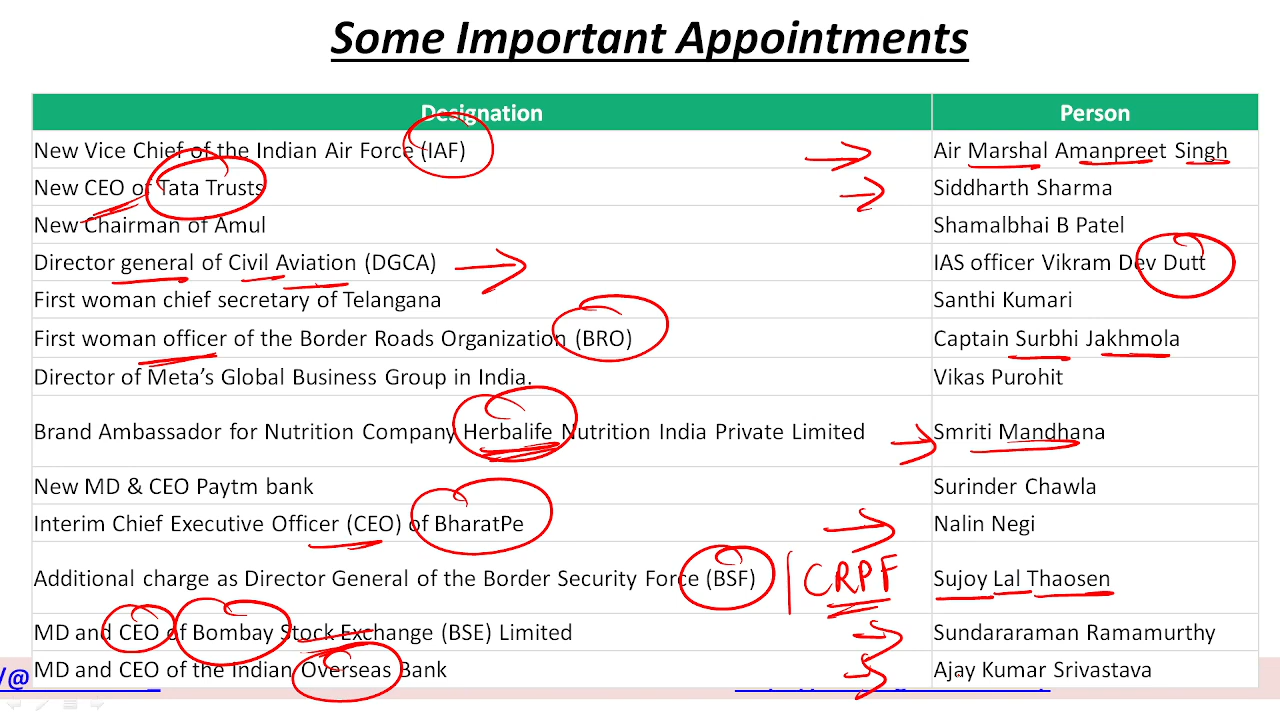 Some Important Appointments
Designation Person
New Vice Chief of the Indian Air Force (IAF) Air Marshal Amanpreet Singh
New CEO of Tata Trusts Siddharth Sharma
New Chairman of Amul Shamalbhai B Patel
Director general of Civil Aviation (DGCA) IAS officer Vikram Dev Dutt
First woman chief secretary of Telangana Santhi Kumari
First woman officer of the Border Roads Organization (BRO) Captain Surbhi Jakhmola
Director of Meta's Global Business Group in India. Vikas Purohit
Brand Ambassador for Nutrition Company Herbalife Nutrition India Private Limited Smriti Mandhana
New MD & CEO Paytm bank Surinder Chawla
Interim Chief Executive Officer (CEO) of BharatPe Nalin Negi
Additional charge as Director General of the Border Security Force (BSF) CRPF Sujoy Lal Thaosen
MD and CEO of Bombay Stock Exchange (BSE) Limited Sundararaman Ramamurthy
MD and CEO of the Indian Overseas Bank Ajay Kumar Srivastava
/@